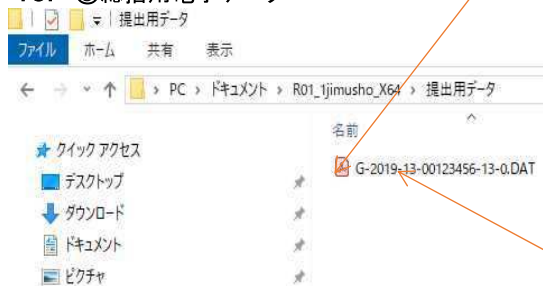 提出用データ
ファイル ホーム 共有 表示
PC › ドキュメント › R01_1jimusho_X64 › 提出用データ
名前
クイック アクセス
G-2019-13-00123456-13-0.DAT
デスクトップ
ダウンロード
ドキュメント
ピクチャ